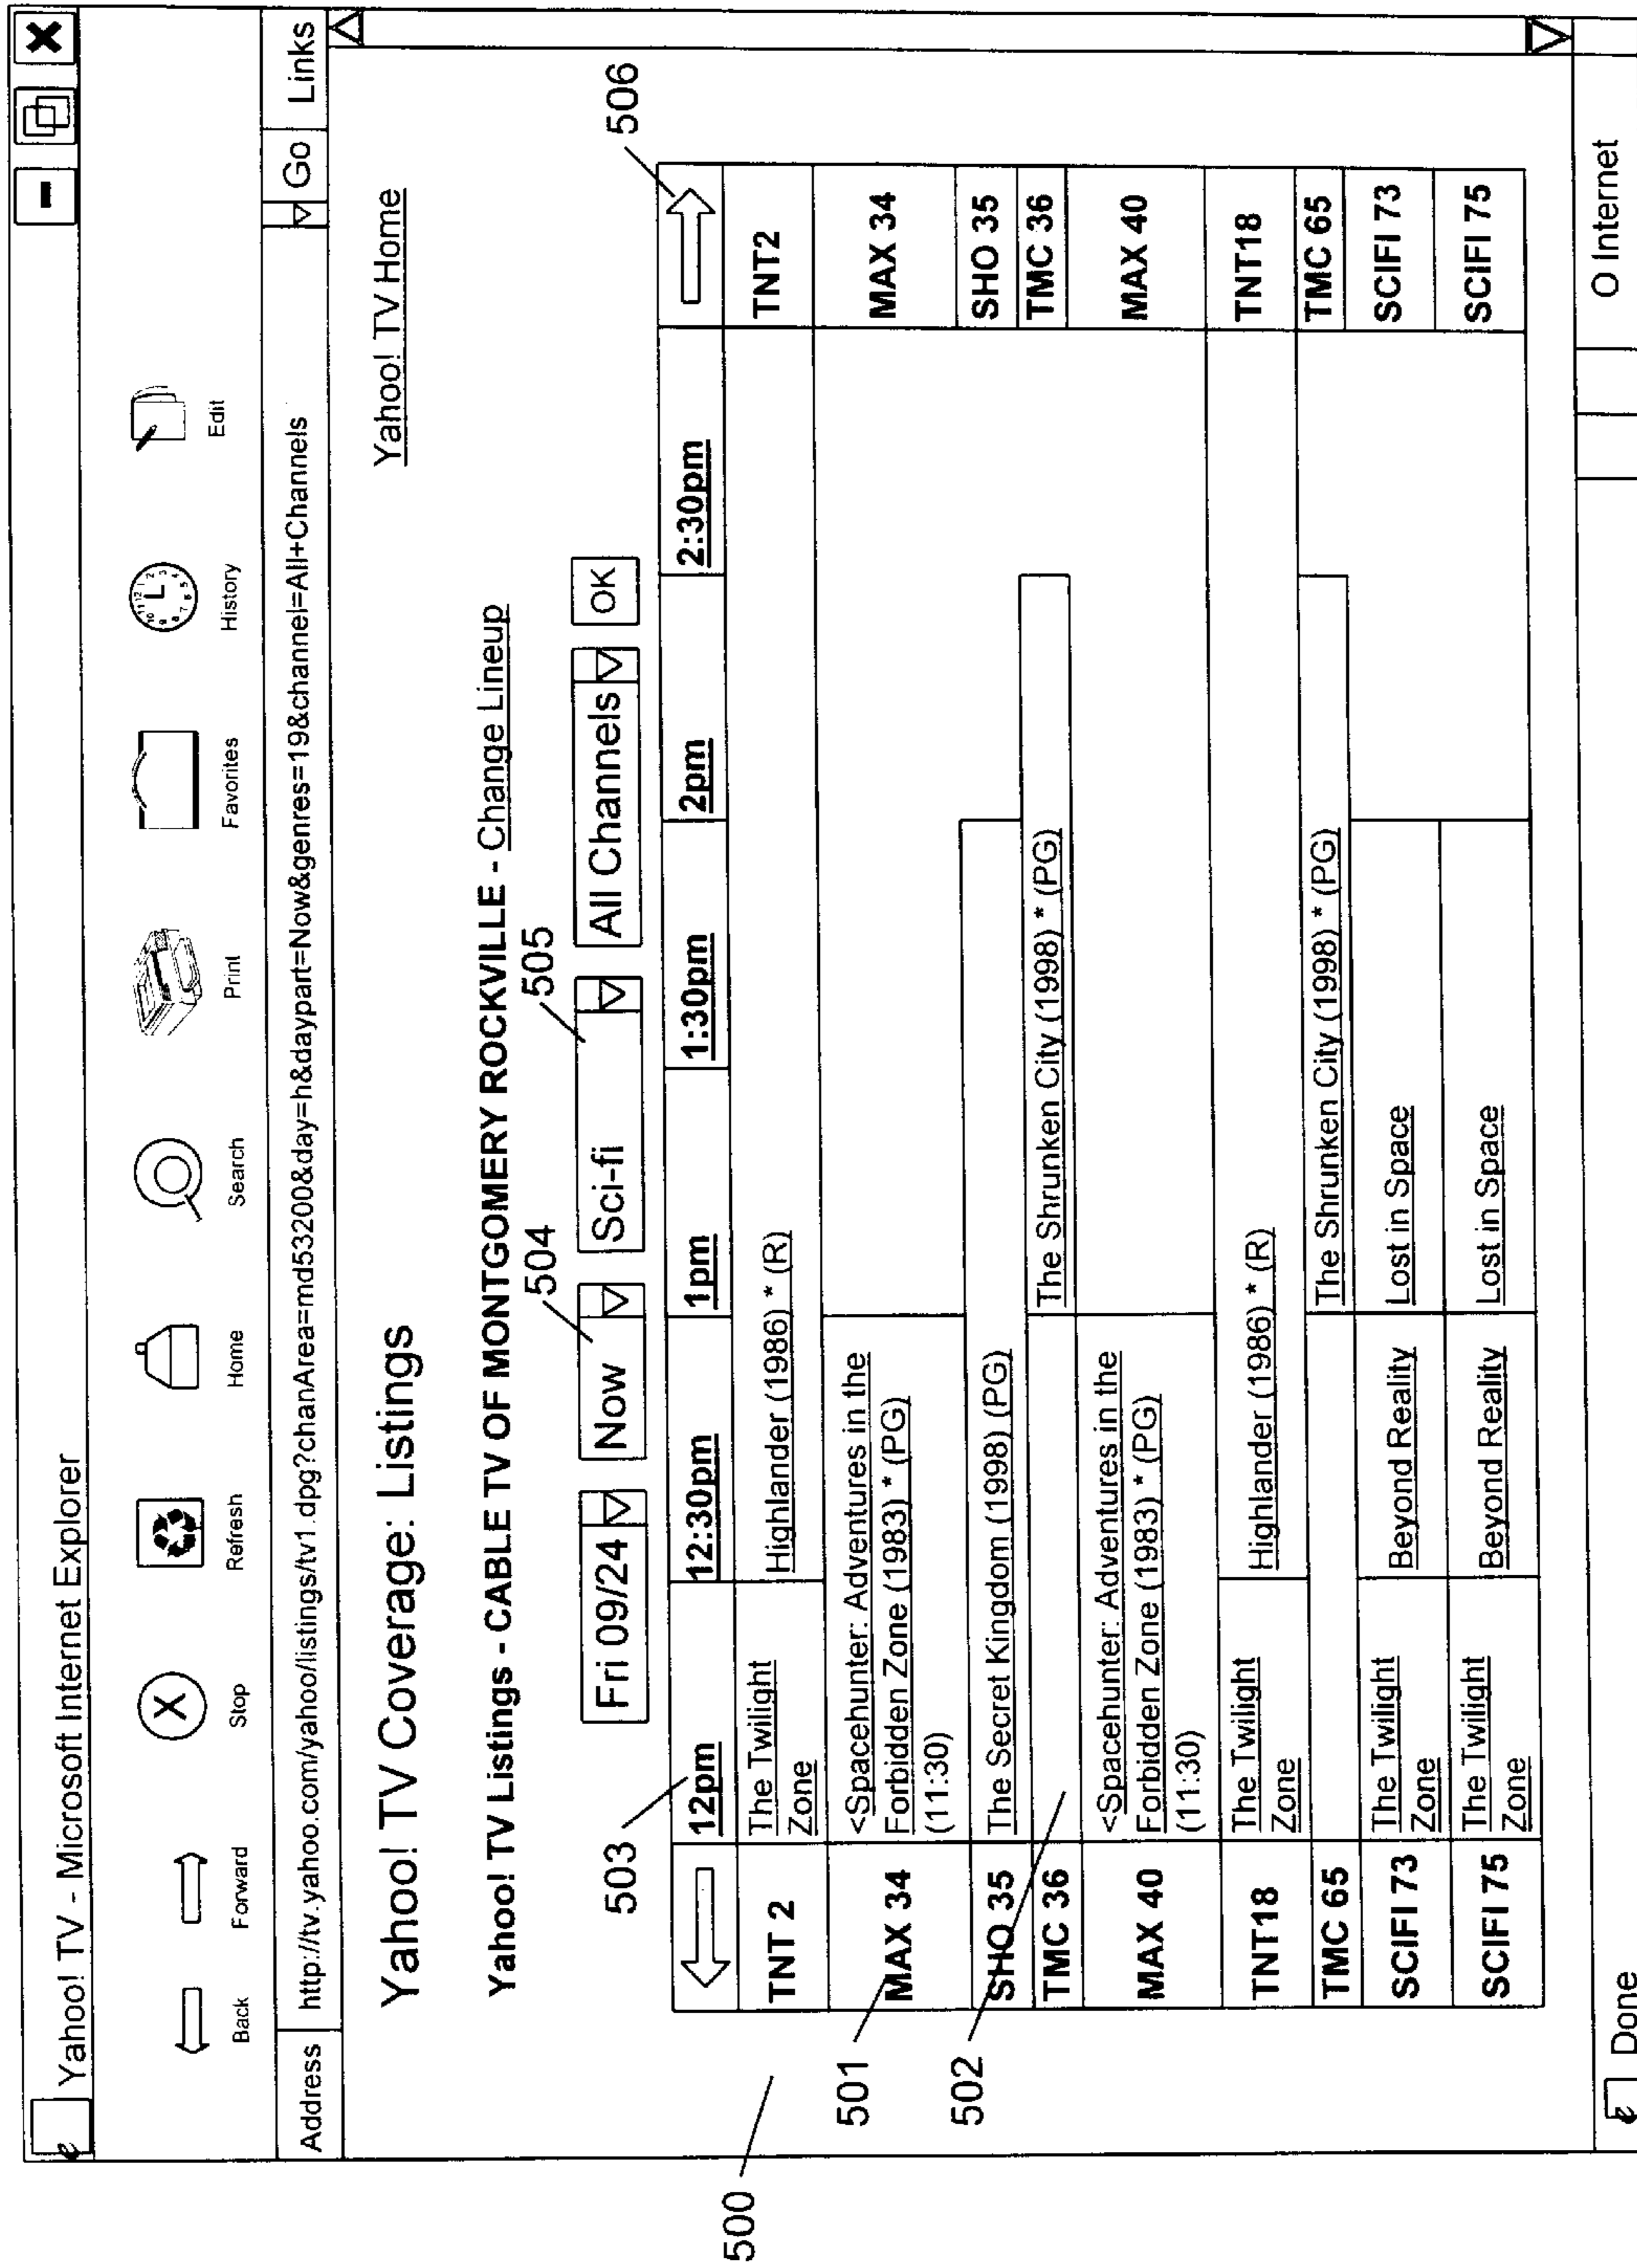 Yahoo! TV - Microsoft Internet Explorer
Back Forward Stop Refresh Home Search Print Favorites History Edit
Address http://tv.yahoo.com/yahoo/listings/tv1.dpg?chanArea=md53200&day=h&daypart=Now&genres=19&channel=All+Channels Go Links
Yahoo! TV Coverage: Listings Yahoo! TV Home
Yahoo! TV Listings - CABLE TV OF MONTGOMERY ROCKVILLE - Change Lineup
504 505
Fri 09/24 Now Sci-fi All Channels OK
503 506
12pm 12:30pm 1pm 1:30pm 2pm 2:30pm
500
TNT 2 The Twilight Highlander (1986) * (R) TNT2
Zone
501
MAX 34 <Spacehunter: Adventures in the MAX 34
Forbidden Zone (1983) * (PG)
(11:30)
502
SHO 35 The Secret Kingdom (1998) (PG) SHO 35
TMC 36 The Shrunken City (1998) * (PG) TMC 36
MAX 40 <Spacehunter: Adventures in the MAX 40
Forbidden Zone (1983) * (PG)
(11:30)
TNT18 The Twilight Highlander (1986) * (R) TNT18
Zone
TMC 65 The Shrunken City (1998) * (PG) TMC 65
SCIFI 73 The Twilight Beyond Reality Lost in Space SCIFI 73
Zone
SCIFI 75 The Twilight Beyond Reality Lost in Space SCIFI 75
Zone
Done O Internet